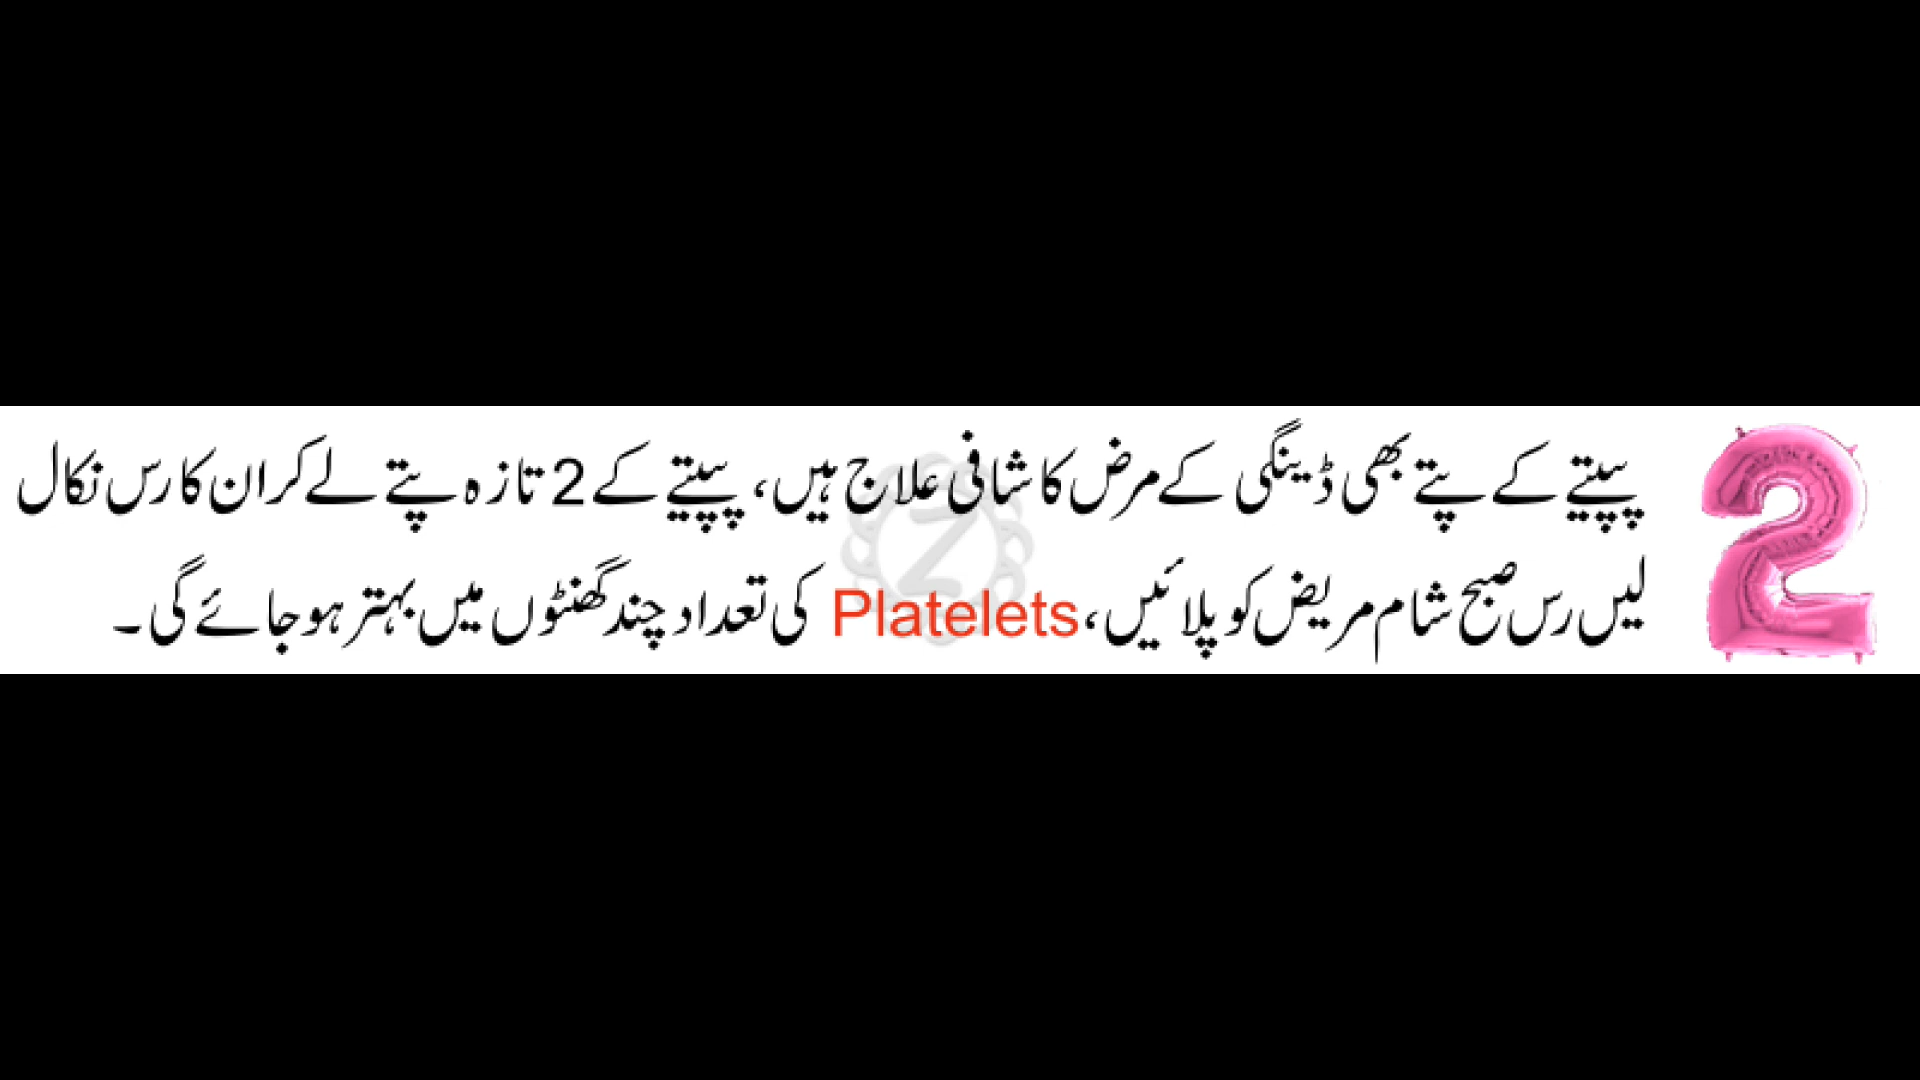 2
پپیتے کے پتے بھی ڈینگی کے مرض کا شافی علاج ہیں، پپیتے کے 2 تازہ پتے لے کر ان کا رس نکال
لیں رس صبح شام مریض کو پلائیں، Platelets کی تعداد چند گھنٹوں میں بہتر ہو جائے گی۔